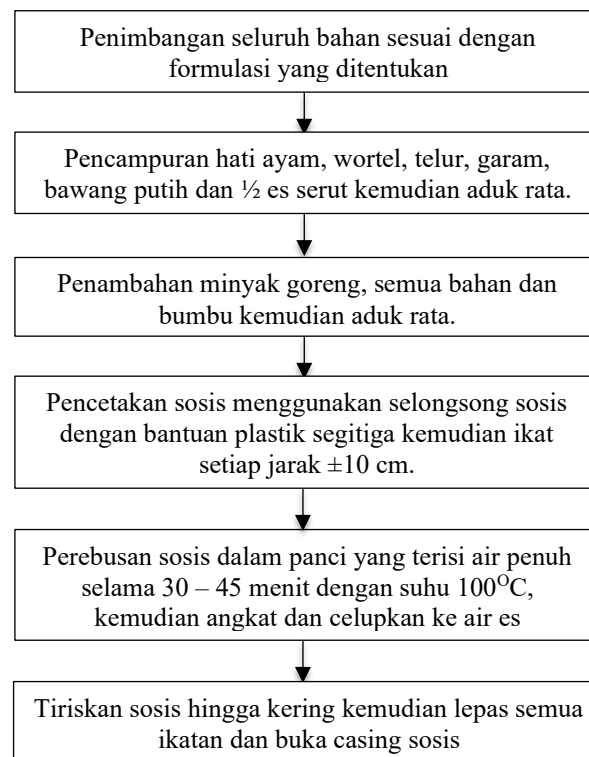 Penimbangan seluruh bahan sesuai dengan
formulasi yang ditentukan
Pencampuran hati ayam, wortel, telur, garam,
bawang putih dan ½ es serut kemudian aduk rata.
Penambahan minyak goreng, semua bahan dan
bumbu kemudian aduk rata.
Pencetakan sosis menggunakan selongsong sosis
dengan bantuan plastik segitiga kemudian ikat
setiap jarak ±10 cm.
Perebusan sosis dalam panci yang terisi air penuh
selama 30 – 45 menit dengan suhu 100ᴼC,
kemudian angkat dan celupkan ke air es
Tiriskan sosis hingga kering kemudian lepas semua
ikatan dan buka casing sosis